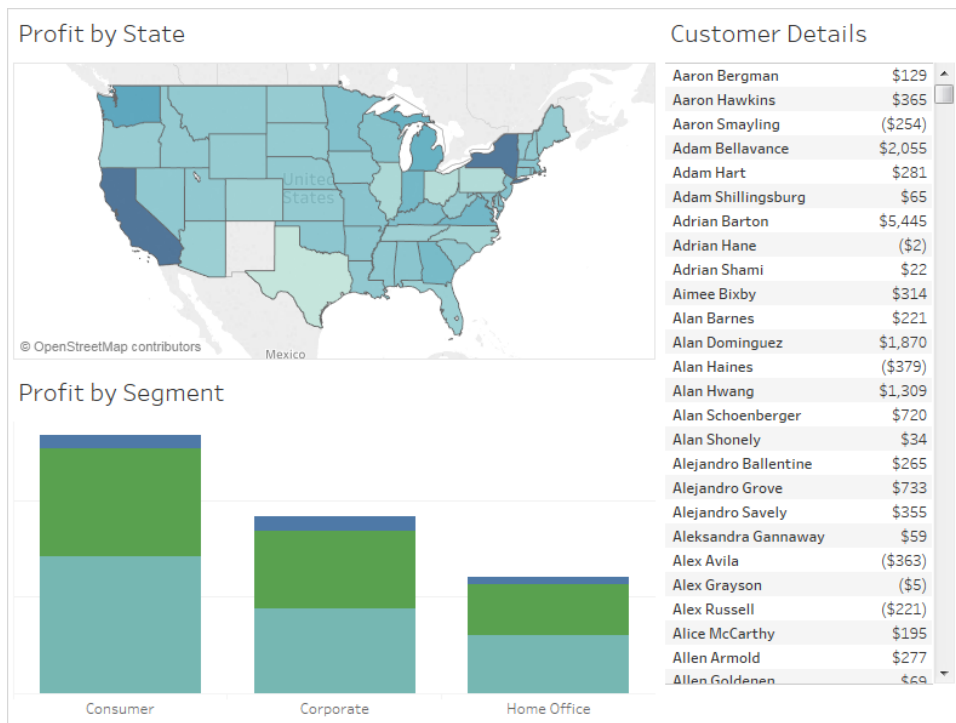 Profit by State
United
States
© OpenStreetMap contributors
Mexico
Profit by Segment
Consumer
Corporate
Home Office
Customer Details
Aaron Bergman $129
Aaron Hawkins $365
Aaron Smayling ($254)
Adam Bellavance $2,055
Adam Hart $281
Adam Shillingsburg $65
Adrian Barton $5,445
Adrian Hane ($2)
Adrian Shami $22
Aimee Bixby $314
Alan Barnes $221
Alan Dominguez $1,870
Alan Haines ($379)
Alan Hwang $1,309
Alan Schoenberger $720
Alan Shonely $34
Alejandro Ballentine $265
Alejandro Grove $733
Alejandro Savely $355
Aleksandra Gannaway $59
Alex Avila ($363)
Alex Grayson ($5)
Alex Russell ($221)
Alice McCarthy $195
Allen Armold $277
Allen Goldenen $69